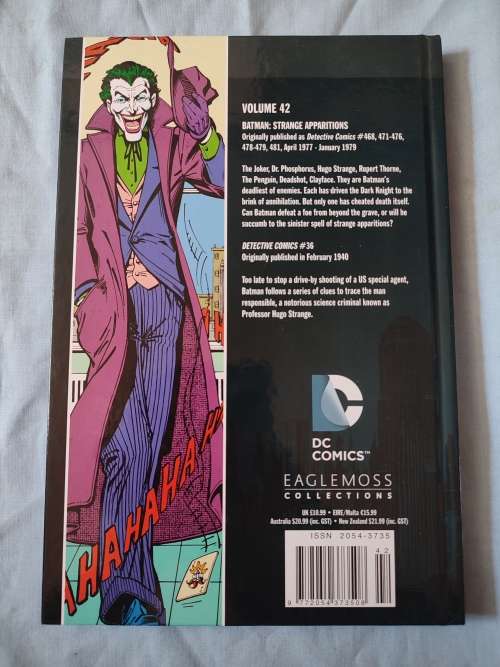 VOLUME 42
BATMAN: STRANGE APPARITIONS
Originally published as Detective Comics #468, 471-476,
478-479, 481, April 1977 - January 1979
The Joker, Dr. Phosphorus, Hugo Strange, Rupert Thorne,
The Penguin, Deadshot, Clayface. They are Batman's
deadliest of enemies. Each has driven the Dark Knight to the
brink of annihilation. But only one has cheated death itself.
Can Batman defeat a foe from beyond the grave, or will he
succumb to the sinister spell of strange apparitions?
DETECTIVE COMICS #36
Originally published in February 1940
Too late to stop a drive-by shooting of a US special agent,
Batman follows a series of clues to trace the man
responsible, a notorious science criminal known as
Professor Hugo Strange.
DC
DC
COMICS™
EAGLEMOSS
COLLECTIONS
UK £10.99 • EIRE/Malta €15.99
Australia $20.99 (inc. GST) • New Zealand $21.99 (inc. GST)
ISSN 2054-3735
42
9 772054 373508
HAHAHAHAHA